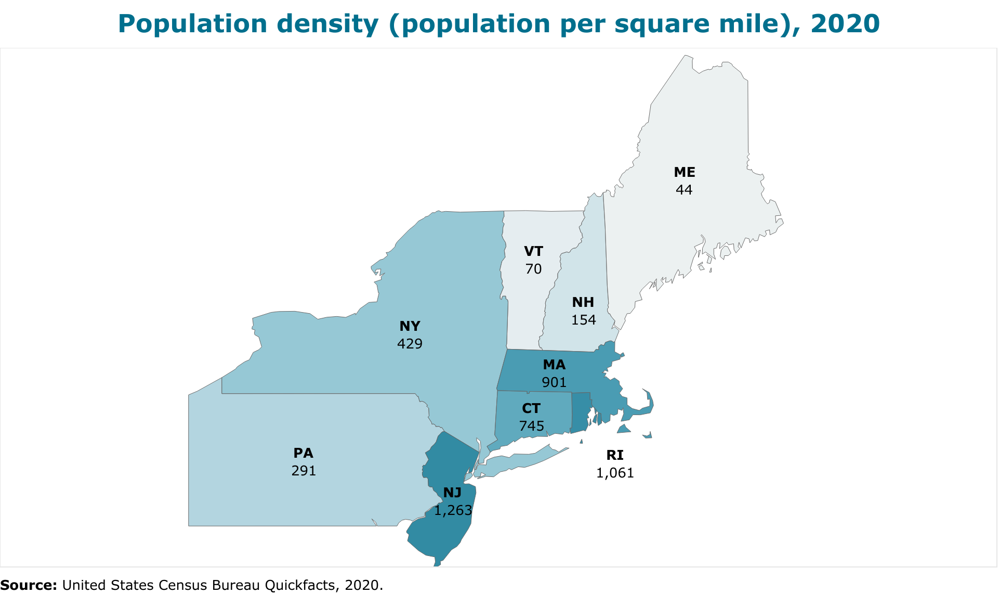 Population density (population per square mile), 2020
ME
44
VT
70
NH
154
NY
429
MA
901
CT
745
PA
291
RI
1,061
NJ
1,263
Source: United States Census Bureau Quickfacts, 2020.